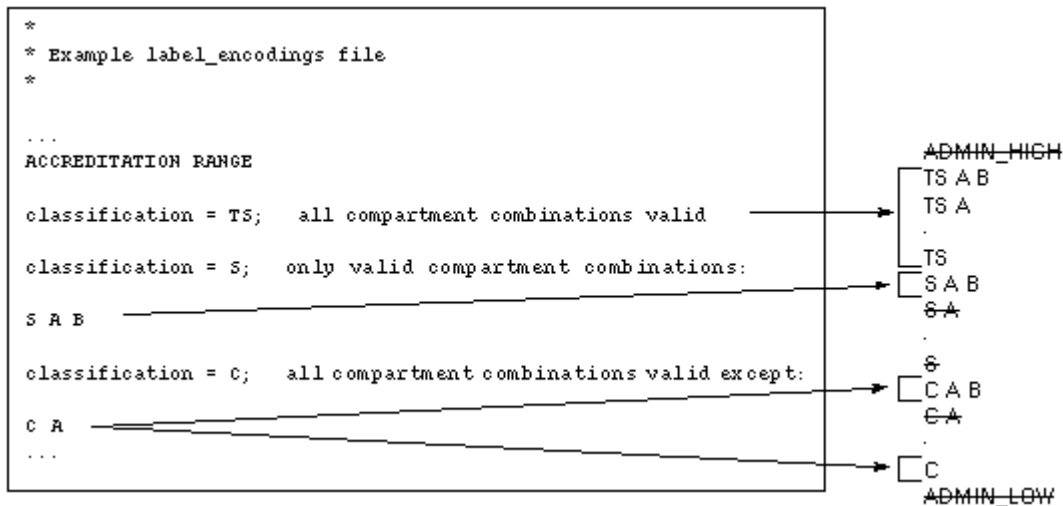 *
* Example label_encodings file
*
...
ACCREDITATION RANGE
classification = TS; all compartment combinations valid
classification = S; only valid compartment combinations:
S A B
classification = C; all compartment combinations valid except:
C A
...
ADMIN_HIGH
TS A B
TS A
.
TS
S A B
S A
.
S
C A B
C A
.
C
ADMIN_LOW